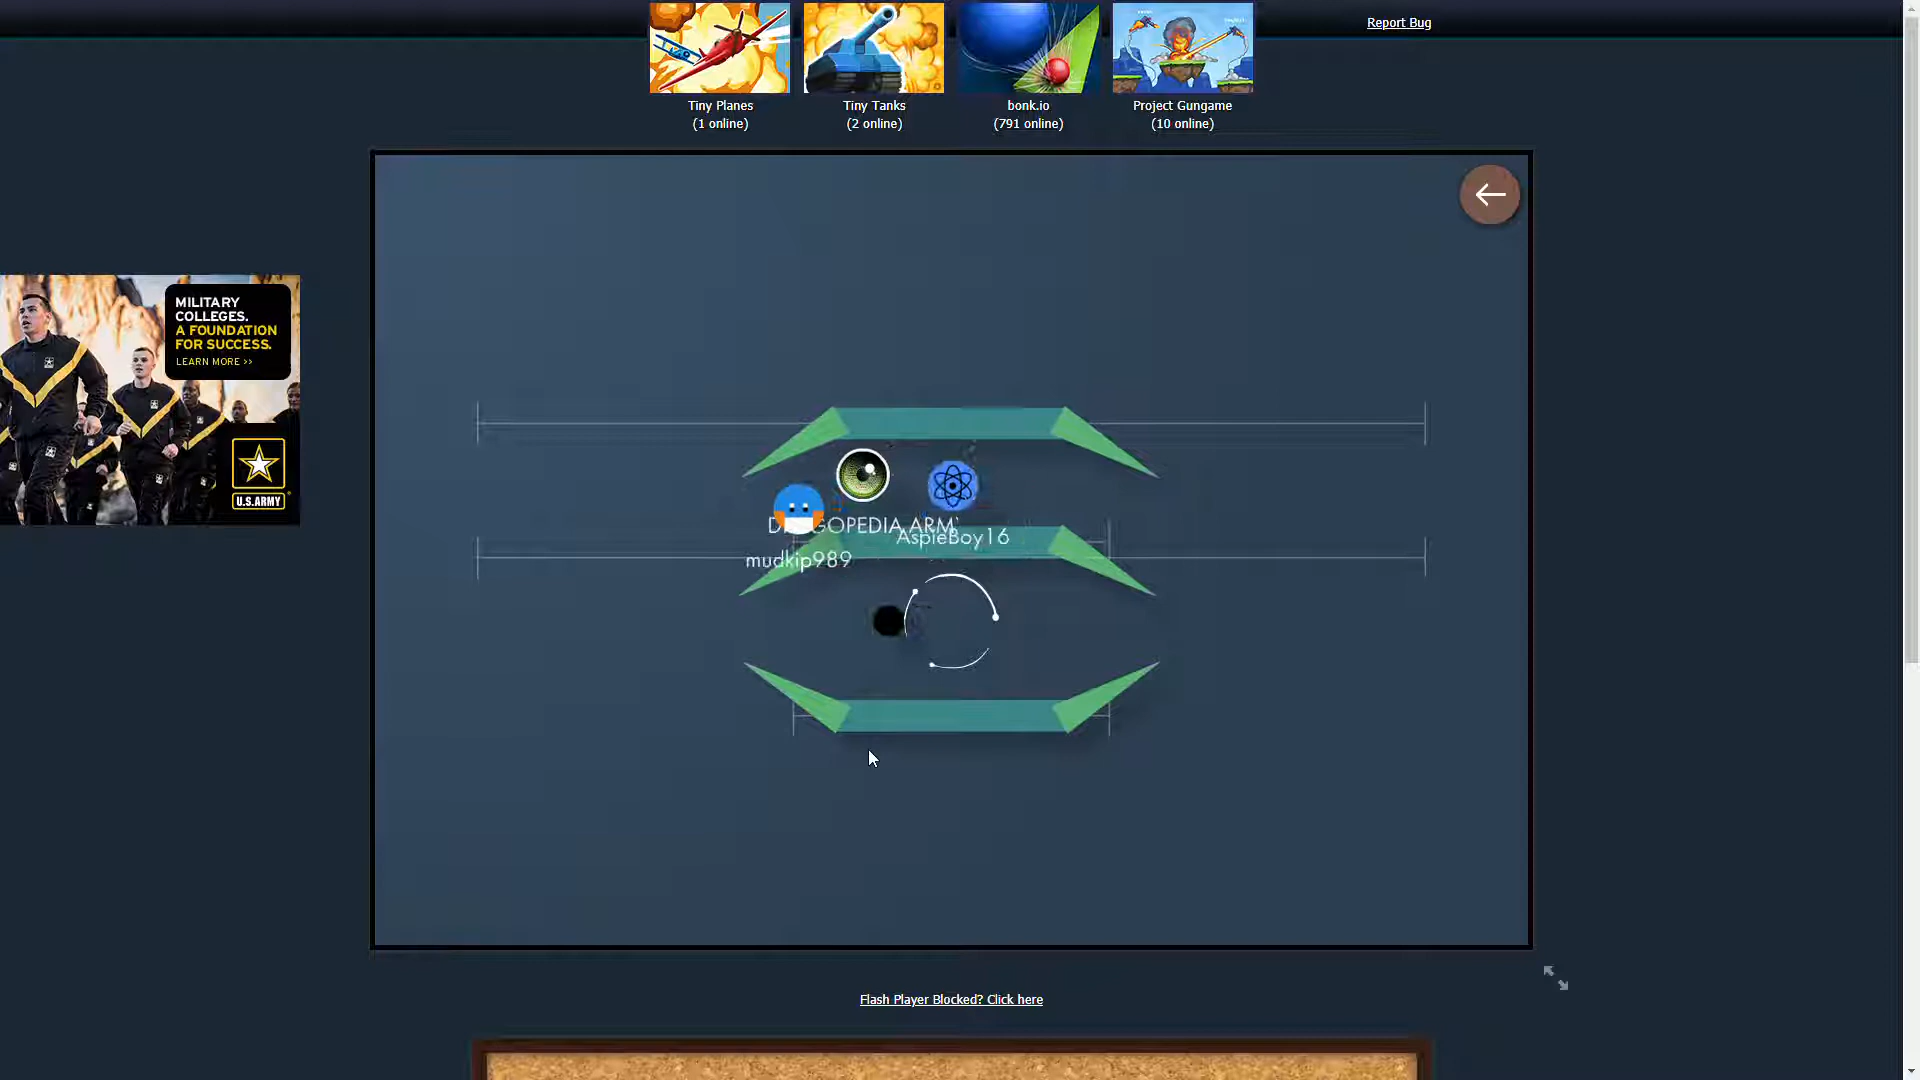 Report Bug
Tiny Planes
(1 online)
Tiny Tanks
(2 online)
bonk.io
(791 online)
Project Gungame
(10 online)
MILITARY
COLLEGES.
A FOUNDATION
FOR SUCCESS.
LEARN MORE >>
U.S.ARMY
ARMY
AspieBoy16
mudkip989
Flash Player Blocked? Click here